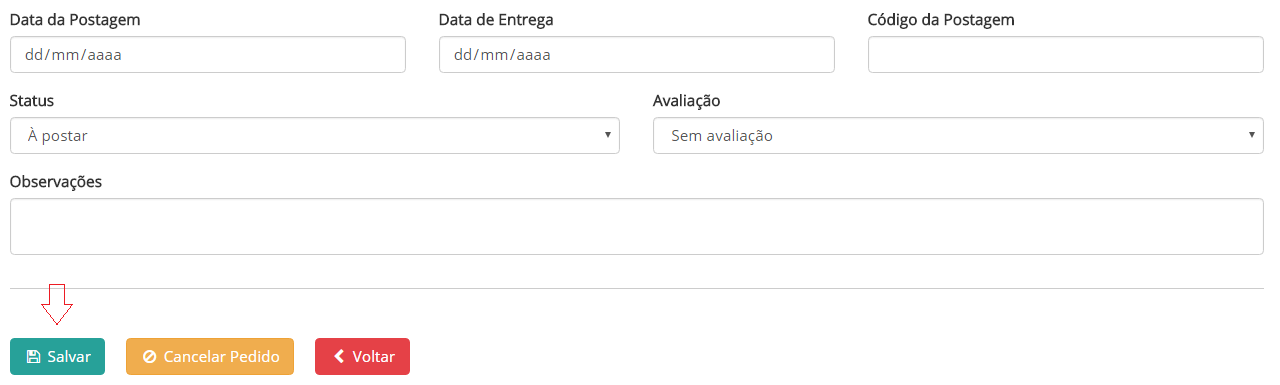 Data da Postagem Data de Entrega Código da Postagem
dd/mm/aaaa dd/mm/aaaa
Status Avaliação
À postar Sem avaliação
Observações
Salvar Cancelar Pedido Voltar